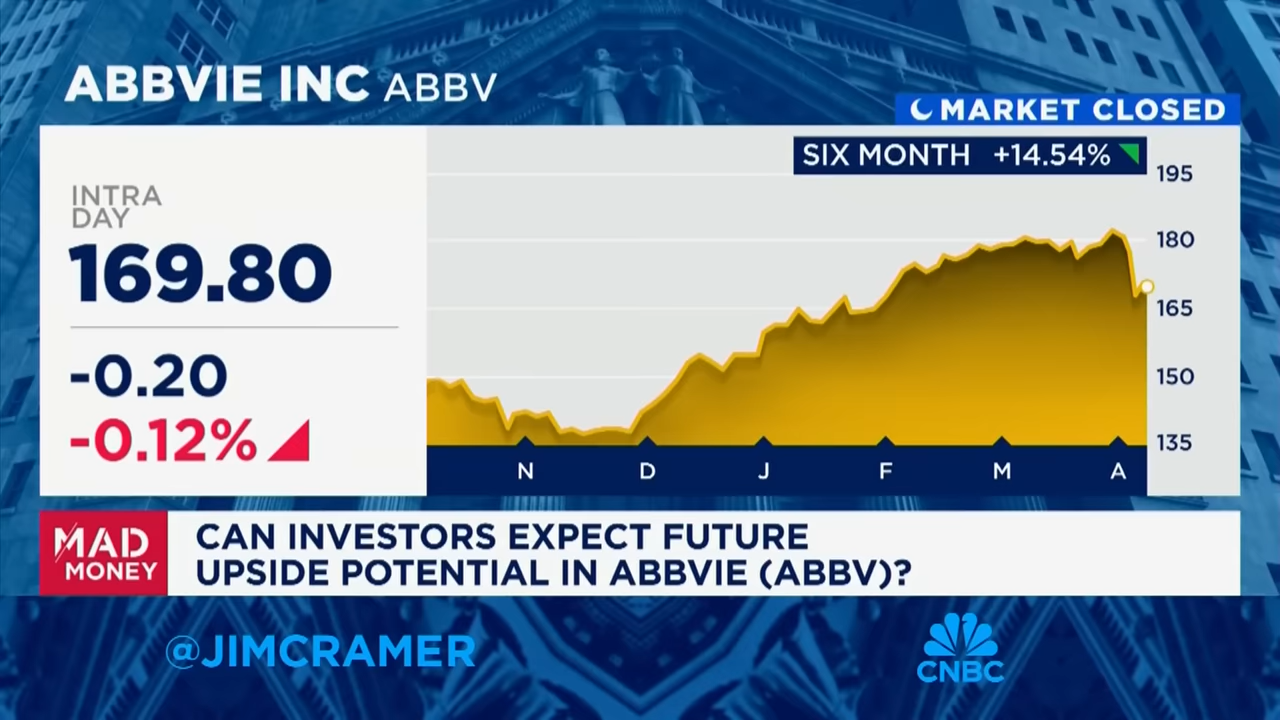 ABBVIE INC ABBV
MARKET CLOSED
SIX MONTH +14.54%
INTRA
DAY
169.80
-0.20
-0.12%
195
180
165
150
135
N D J F M A
MAD
MONEY
CAN INVESTORS EXPECT FUTURE
UPSIDE POTENTIAL IN ABBVIE (ABBV)?
@JIMCRAMER
CNBC